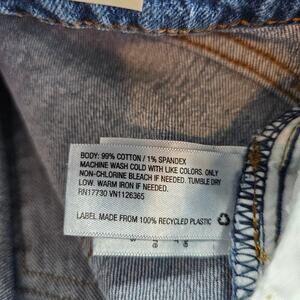 BODY: 99% COTTON / 1% SPANDEX
MACHINE WASH COLD WITH LIKE COLORS. ONLY
NON-CHLORINE BLEACH IF NEEDED. TUMBLE DRY
LOW. WARM IRON IF NEEDED.
RN17730 VN1126365
LABEL MADE FROM 100% RECYCLED PLASTIC